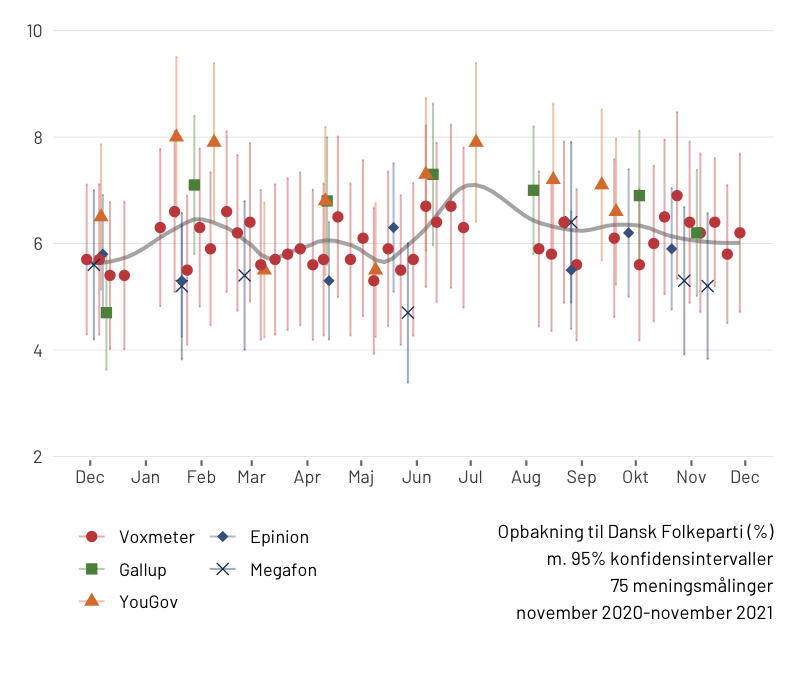 10
8
6
4
2
Dec Jan Feb Mar Apr Maj Jun Jul Aug Sep Okt Nov Dec
Voxmeter Epinion
Gallup Megafon
YouGov
Opbakning til Dansk Folkeparti (%)
m. 95% konfidensintervaller
75 meningsmålinger
november 2020-november 2021